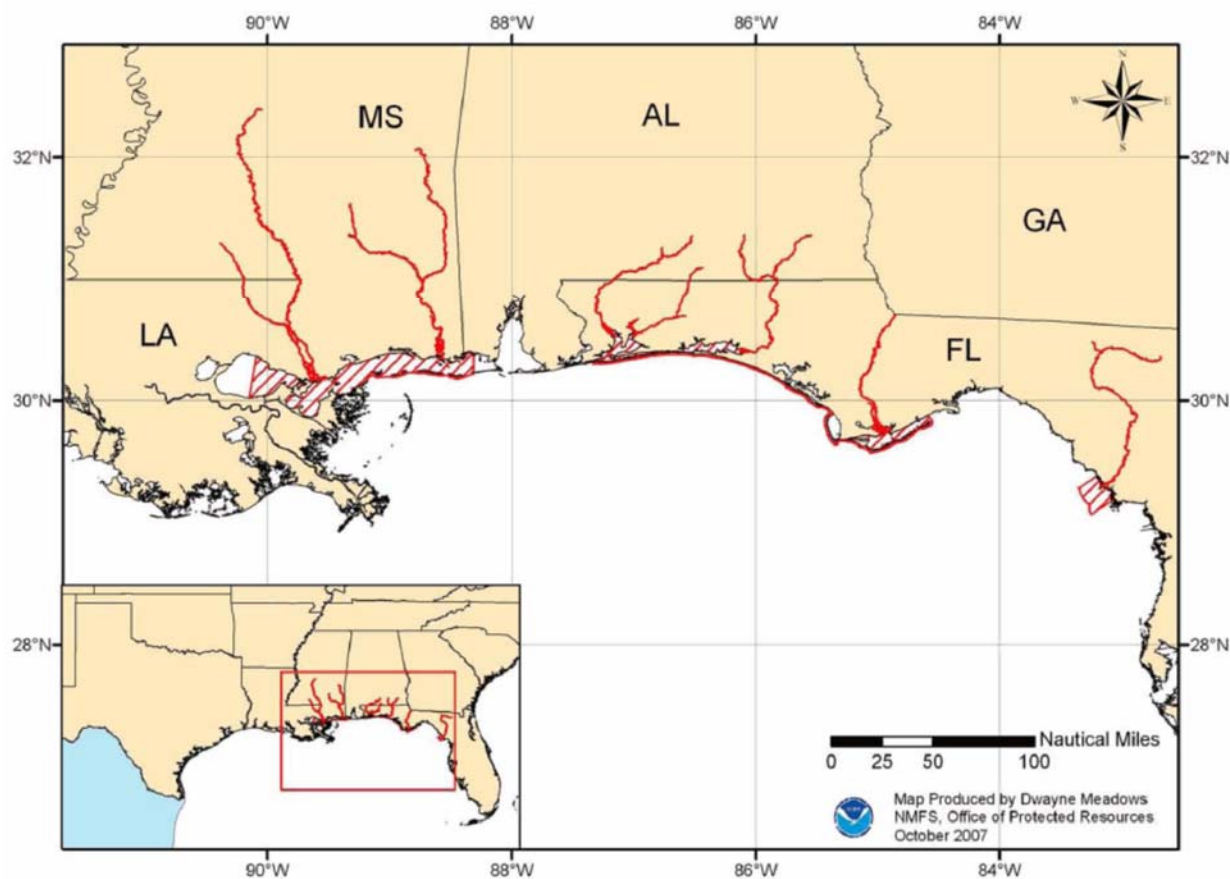 90°W 88°W 86°W 84°W
N
W E
S
MS AL
32°N 32°N
GA
LA FL
30°N 30°N
28°N 28°N
Nautical Miles
0 25 50 100
Map Produced by Dwayne Meadows
NMFS, Office of Protected Resources
October 2007
90°W 88°W 86°W 84°W